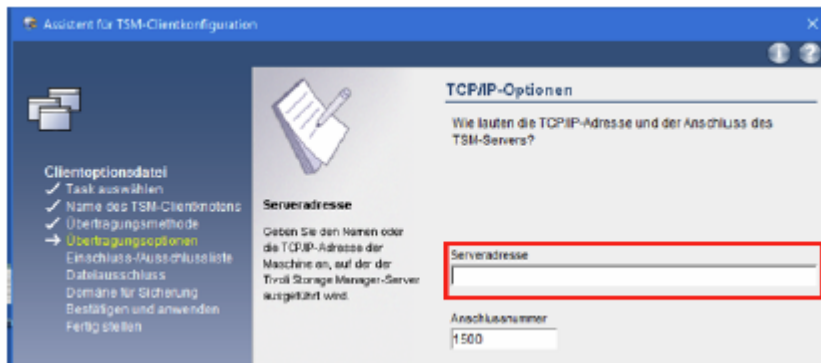 Assistent für TSM-Clientkonfiguration
Clientoptionsdatei
Task auswählen
Name des TSM-Clientknotens
Übertragungsmethode
Übertragungsoptionen
Einschluss-/Ausschlussliste
Dateiausschluss
Domäne für Sicherung
Bestätigen und anwenden
Fertig stellen
Serveradresse
Geben Sie den Namen oder
die TCP/IP-Adresse der
Maschine an, auf der der
Tivoli Storage Manager-Server
ausgeführt wird.
TCP/IP-Optionen
Wie lauten die TCP/IP-Adresse und der Anschluss des
TSM-Servers?
Serveradresse
Anschlussnummer
1500